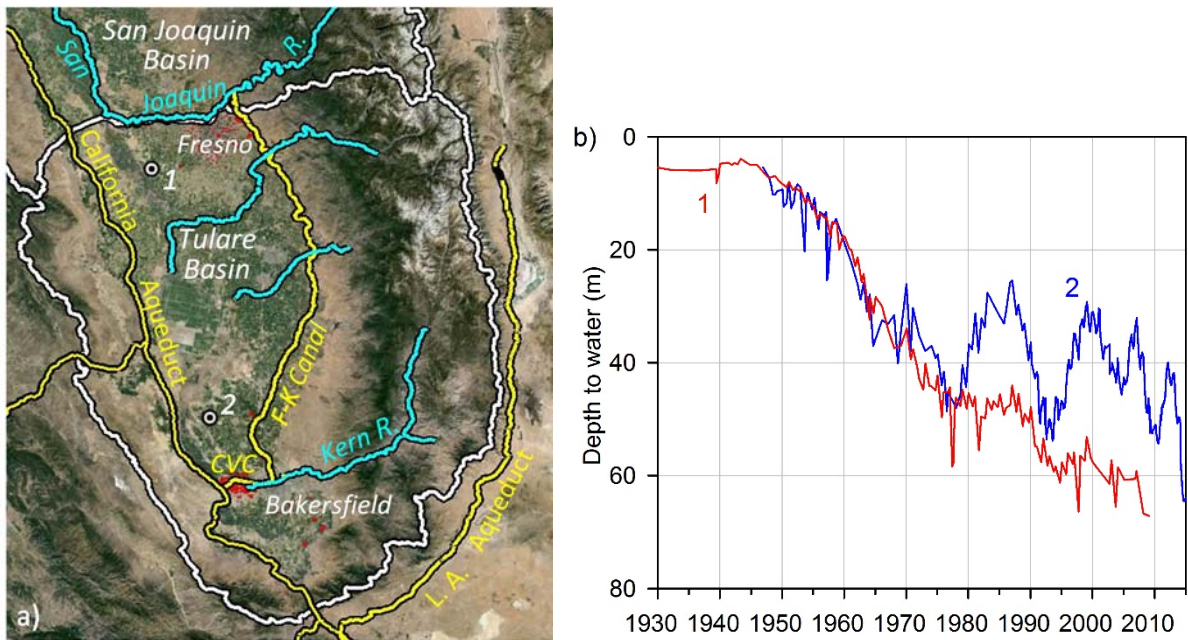 San Joaquin
Basin
San
Joaquin
R.
Fresno
1
California
Tulare
Basin
Aqueduct
F-K Canal
2
Kern R.
CVC
Bakersfield
L. A. Aqueduct
a)
b)
0
20
40
60
80
Depth to water (m)
1
2
1930 1940 1950 1960 1970 1980 1990 2000 2010